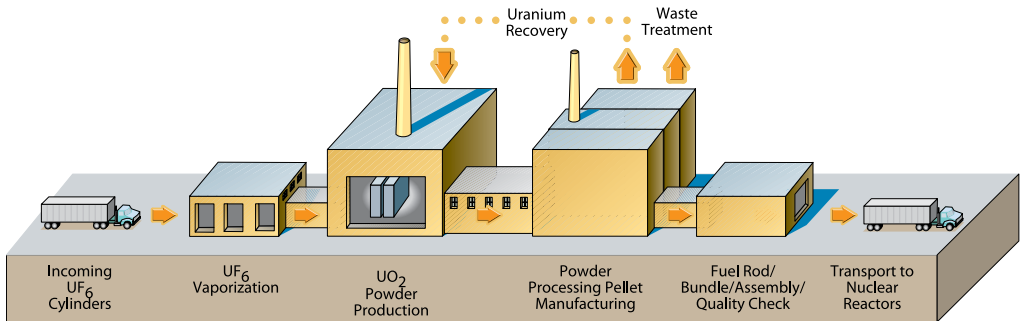 Uranium
Recovery
Waste
Treatment
Incoming
UF6
Cylinders
UF6
Vaporization
UO2
Powder
Production
Powder
Processing Pellet
Manufacturing
Fuel Rod/
Bundle/Assembly/
Quality Check
Transport to
Nuclear
Reactors